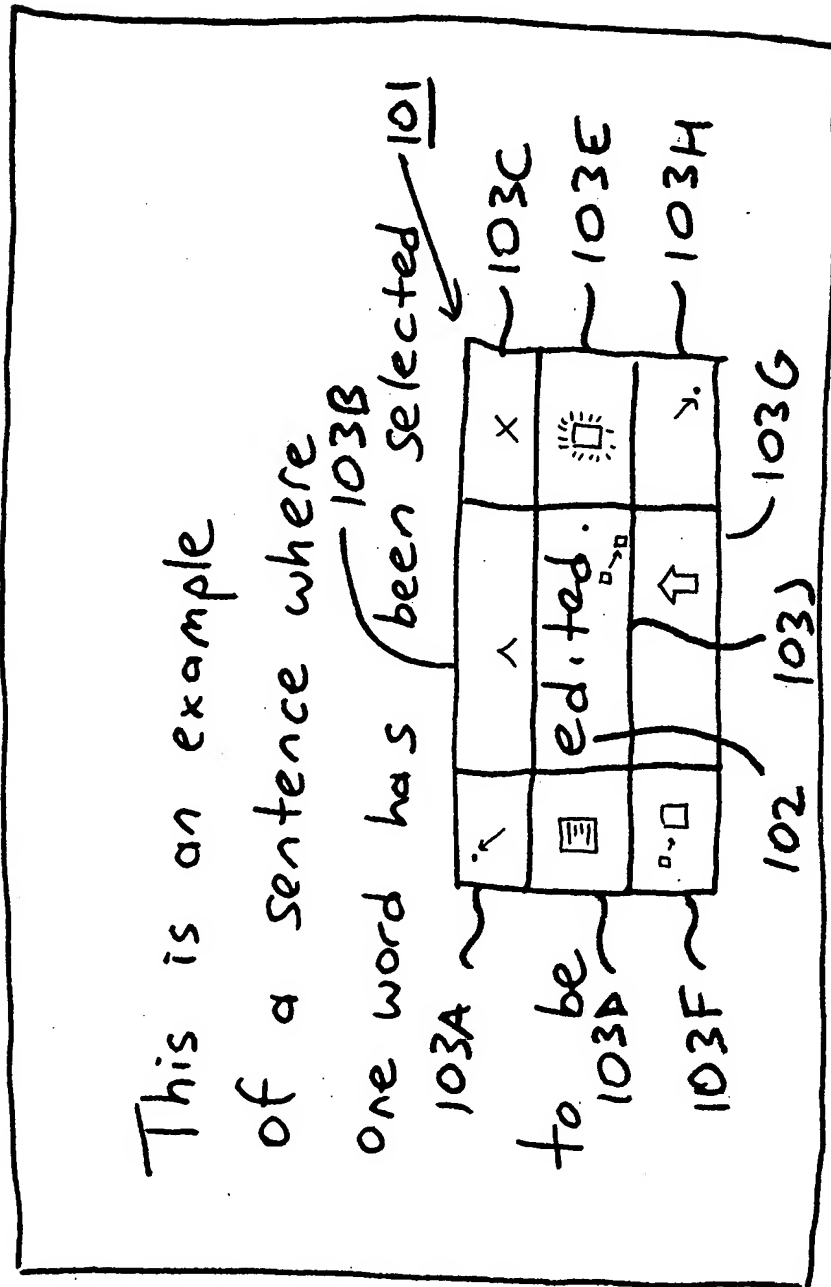 This is an example
of a sentence where
103B
one word has been selected 101
103A
103C
to be edited.
103D
103E
103F
103H
102
103J
103G